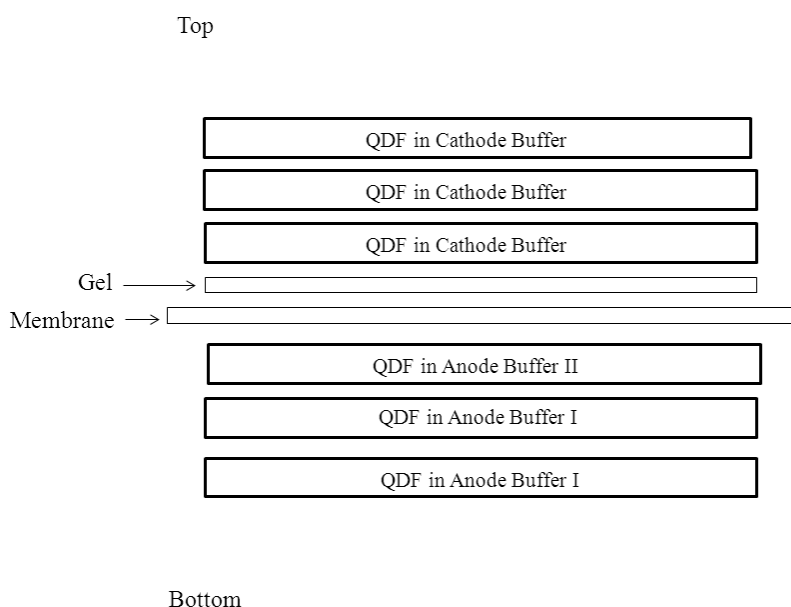 Top
QDF in Cathode Buffer
QDF in Cathode Buffer
QDF in Cathode Buffer
Gel
Membrane
QDF in Anode Buffer II
QDF in Anode Buffer I
QDF in Anode Buffer I
Bottom